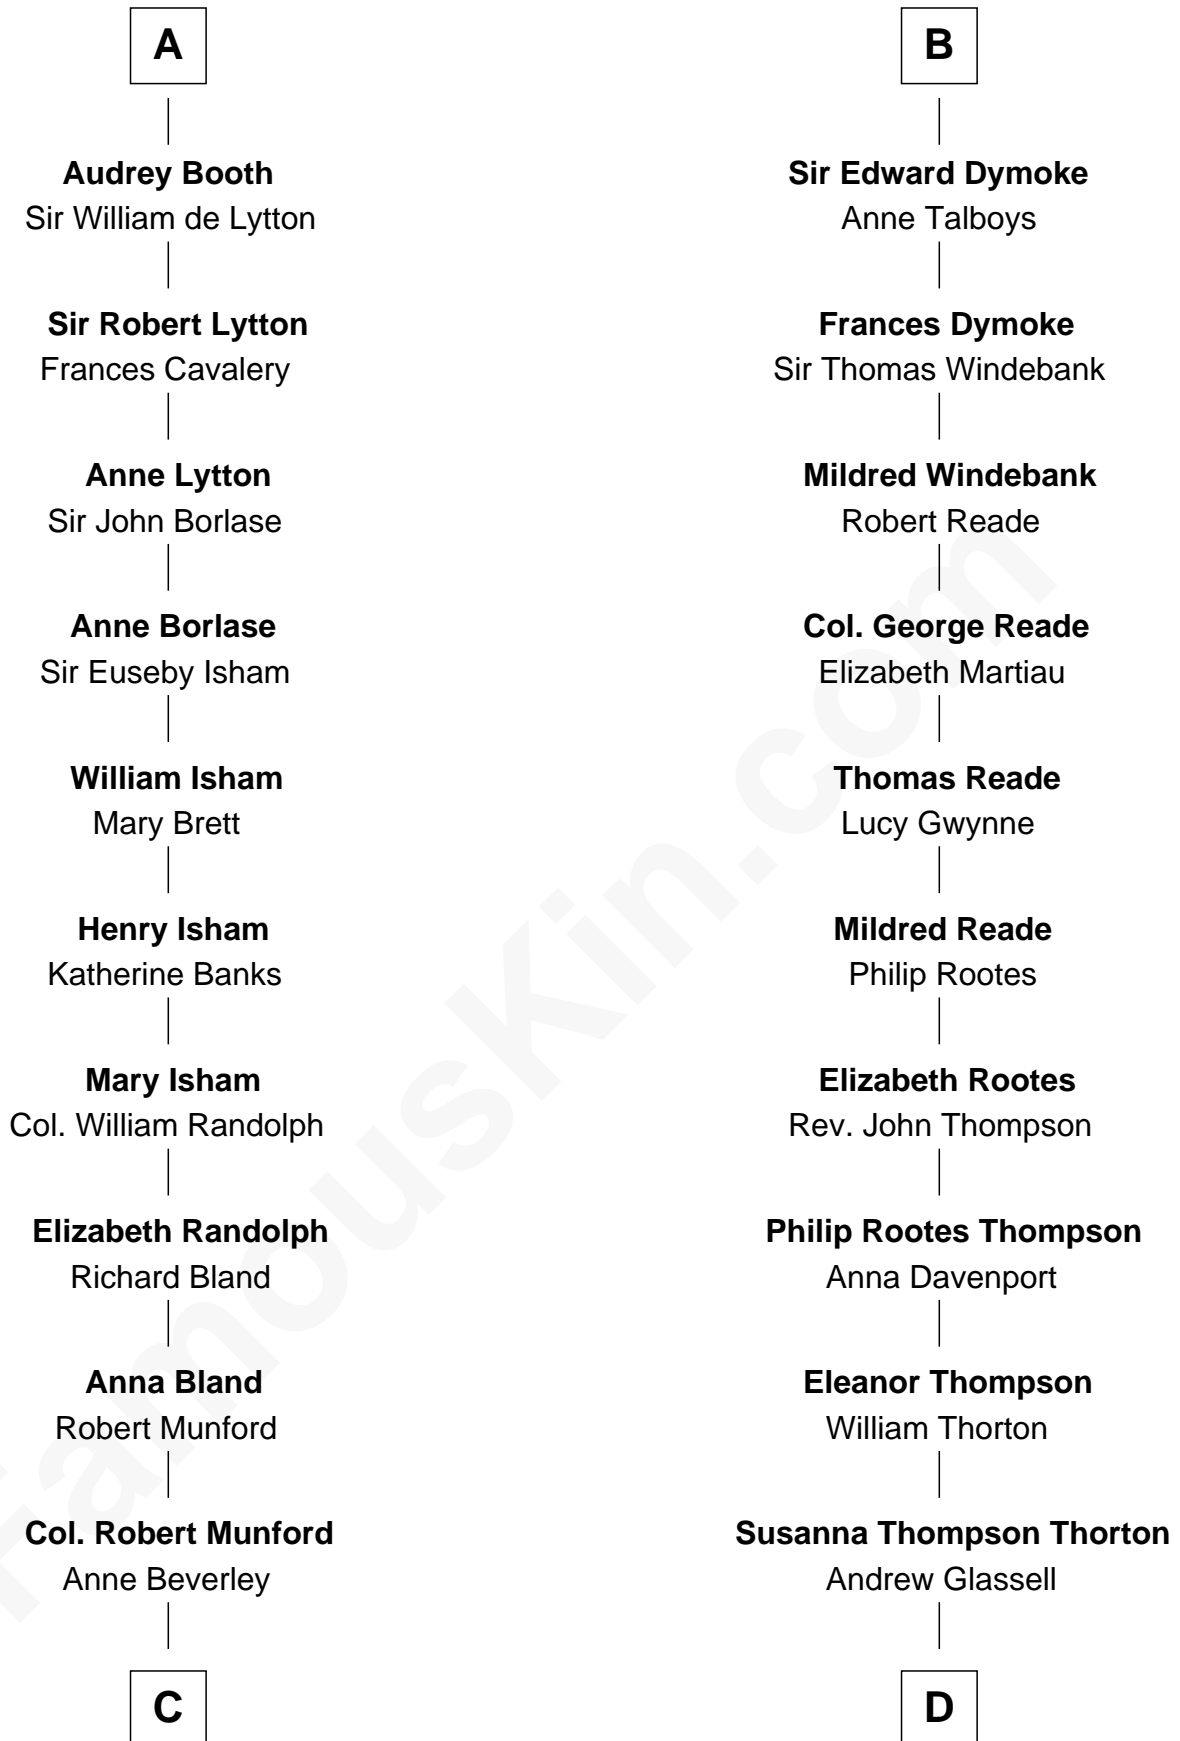 A
Audrey Booth
Sir William de Lytton
Sir Robert Lytton
Frances Cavalery
Anne Lytton
Sir John Borlase
Anne Borlase
Sir Euseby Isham
William Isham
Mary Brett
Henry Isham
Katherine Banks
Mary Isham
Col. William Randolph
Elizabeth Randolph
Richard Bland
Anna Bland
Robert Munford
Col. Robert Munford
Anne Beverley
C
B
Sir Edward Dymoke
Anne Talboys
Frances Dymoke
Sir Thomas Windebank
Mildred Windebank
Robert Reade
Col. George Reade
Elizabeth Martiau
Thomas Reade
Lucy Gwynne
Mildred Reade
Philip Rootes
Elizabeth Rootes
Rev. John Thompson
Philip Rootes Thompson
Anna Davenport
Eleanor Thompson
William Thorton
Susanna Thompson Thorton
Andrew Glassell
D
FamousKin.com